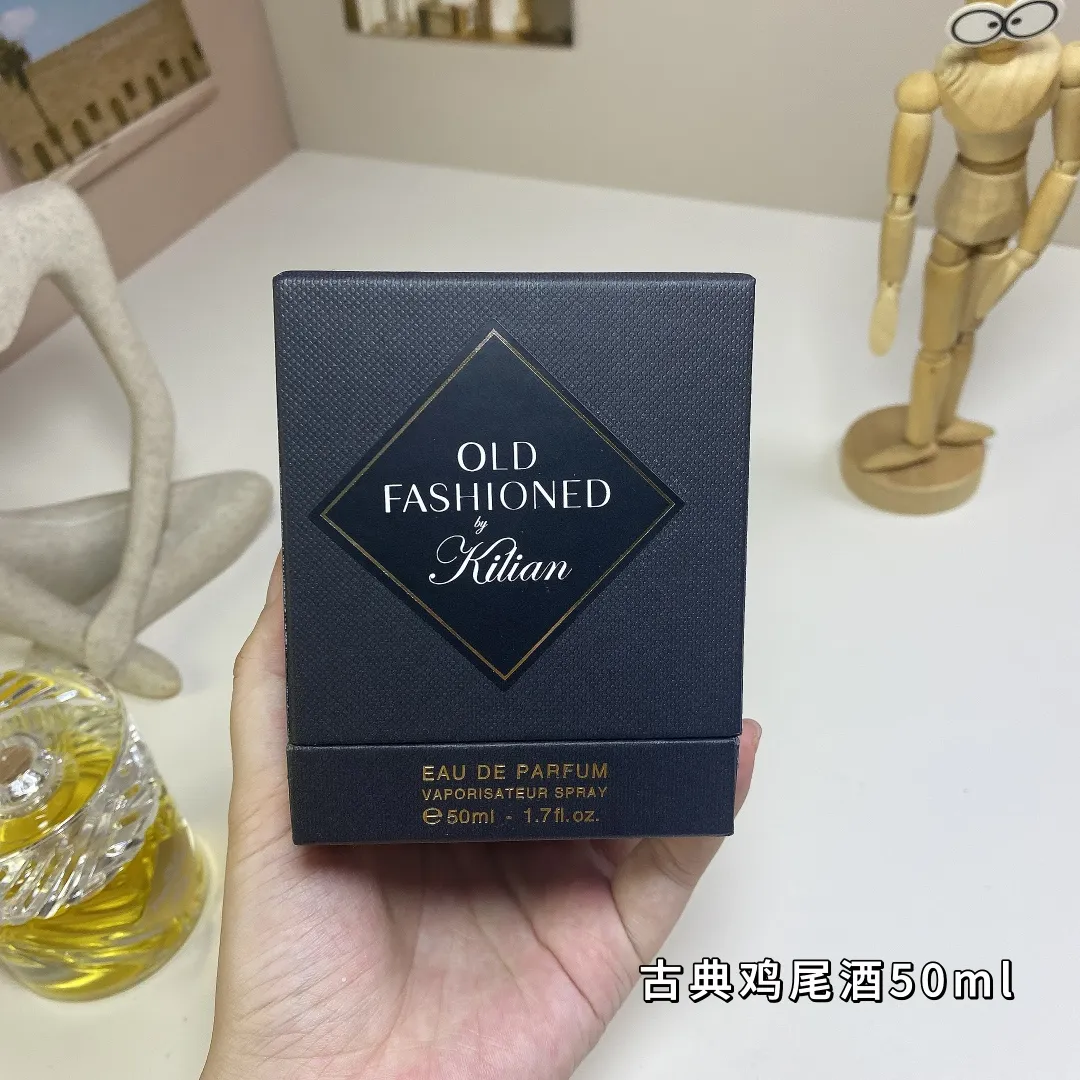 OLD
FASHIONED
by
Kilian
EAU DE PARFUM
VAPORISATEUR SPRAY
℮50ml - 1.7fl.oz.
古典鸡尾酒50ml